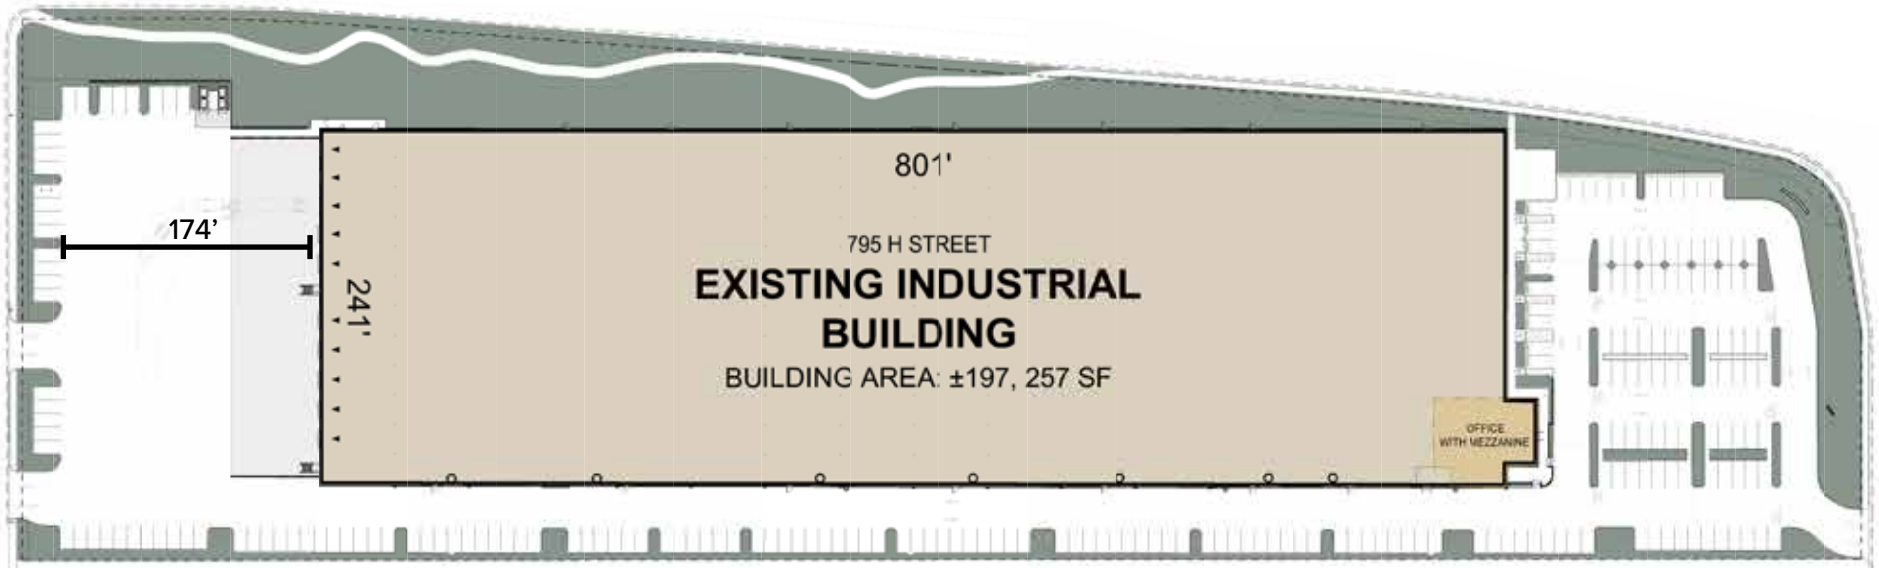 801'
174’
241'
795 H STREET
EXISTING INDUSTRIAL
BUILDING
BUILDING AREA: ±197, 257 SF
OFFICE
WITH MEZZANINE